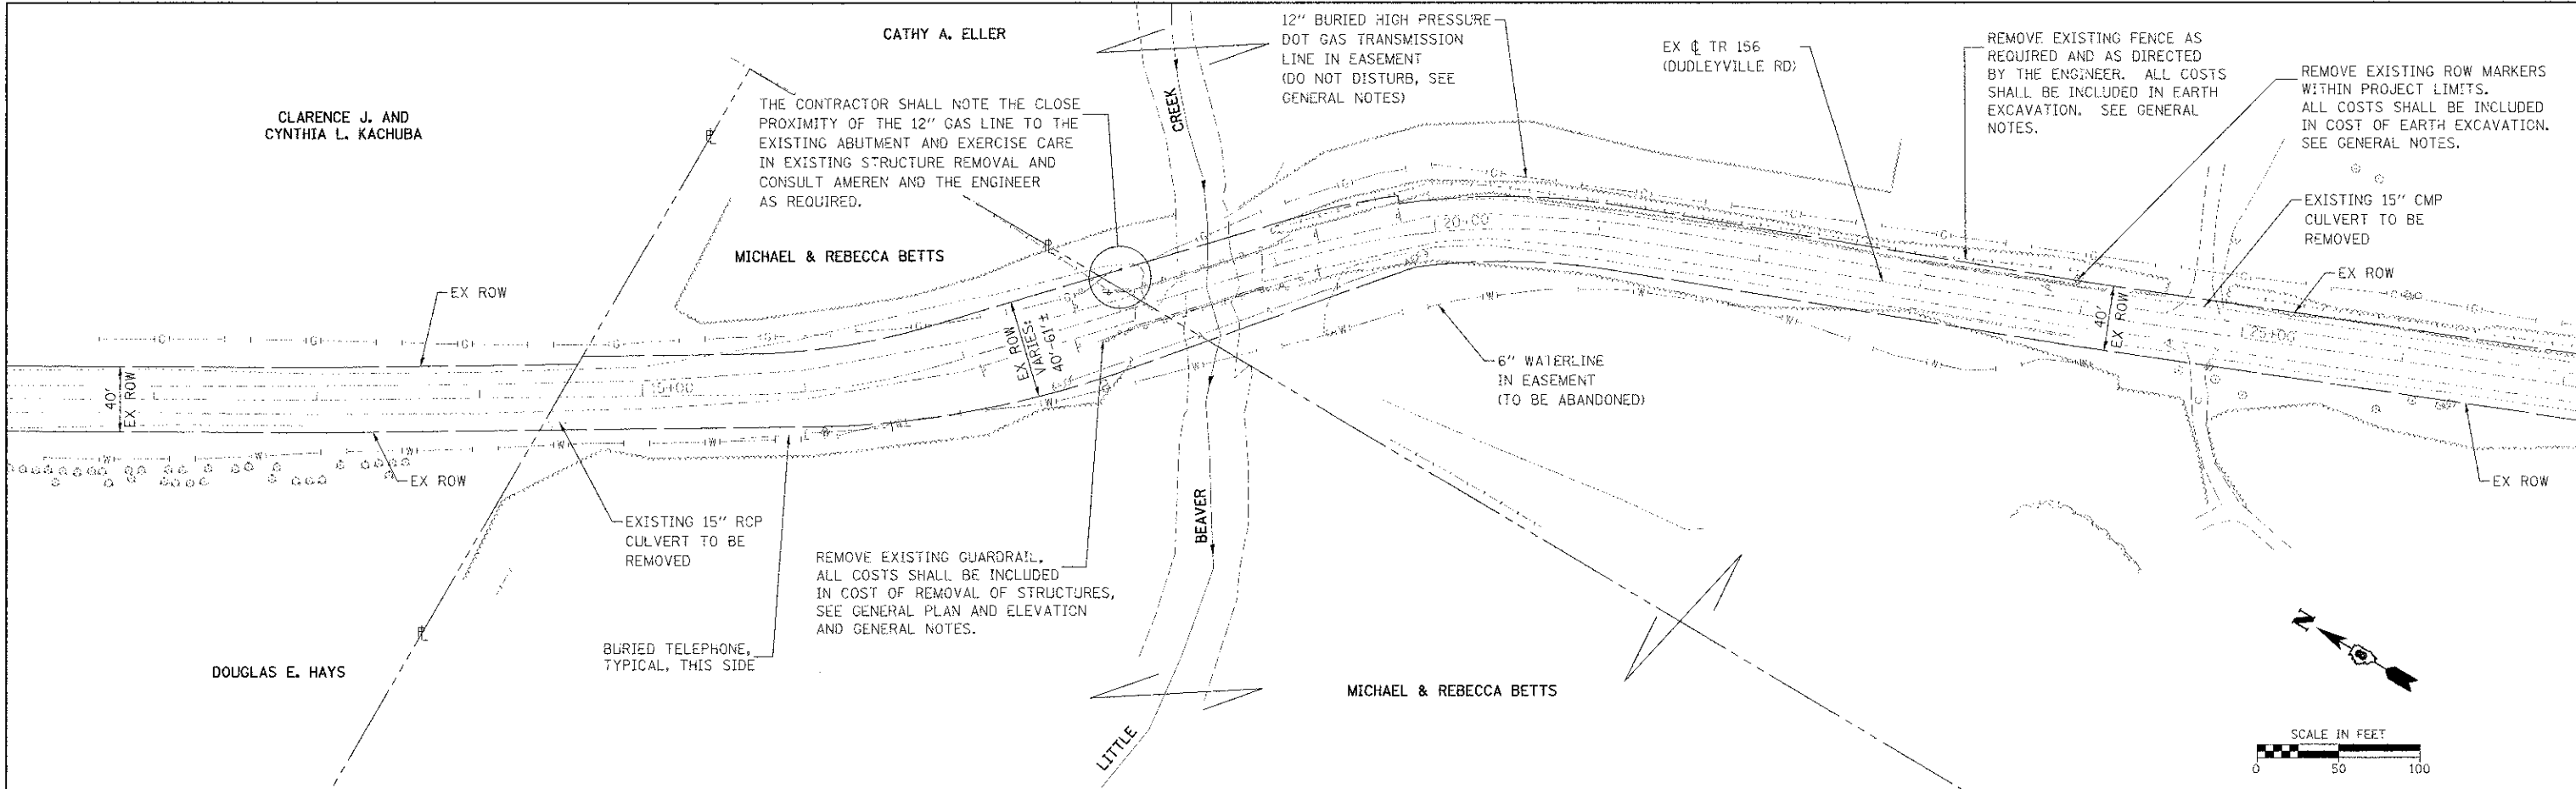 CATHY A. ELLER
CLARENCE J. AND
CYNTHIA L. KACHUBA
THE CONTRACTOR SHALL NOTE THE CLOSE
PROXIMITY OF THE 12" GAS LINE TO THE
EXISTING ABUTMENT AND EXERCISE CARE
IN EXISTING STRUCTURE REMOVAL AND
CONSULT AMEREN AND THE ENGINEER
AS REQUIRED.
MICHAEL & REBECCA BETTS
CREEK
12" BURIED HIGH PRESSURE
DOT GAS TRANSMISSION
LINE IN EASEMENT
(DO NOT DISTURB, SEE
GENERAL NOTES)
EX ℄ TR 156
(DUDLEYVILLE RD)
REMOVE EXISTING FENCE AS
REQUIRED AND AS DIRECTED
BY THE ENGINEER. ALL COSTS
SHALL BE INCLUDED IN EARTH
EXCAVATION. SEE GENERAL
NOTES.
REMOVE EXISTING ROW MARKERS
WITHIN PROJECT LIMITS.
ALL COSTS SHALL BE INCLUDED
IN COST OF EARTH EXCAVATION.
SEE GENERAL NOTES.
EXISTING 15" CMP
CULVERT TO BE
REMOVED
EX ROW
EX ROW
40'
EX ROW
15+00
EX ROW
VARIES:
40'-61'±
20+00
40'
EX ROW
25+00
EX ROW
EX ROW
EXISTING 15" RCP
CULVERT TO BE
REMOVED
BURIED TELEPHONE,
TYPICAL, THIS SIDE
REMOVE EXISTING GUARDRAIL.
ALL COSTS SHALL BE INCLUDED
IN COST OF REMOVAL OF STRUCTURES,
SEE GENERAL PLAN AND ELEVATION
AND GENERAL NOTES.
6" WATERLINE
IN EASEMENT
(TO BE ABANDONED)
BEAVER
LITTLE
DOUGLAS E. HAYS
MICHAEL & REBECCA BETTS
N
SCALE IN FEET
0 50 100